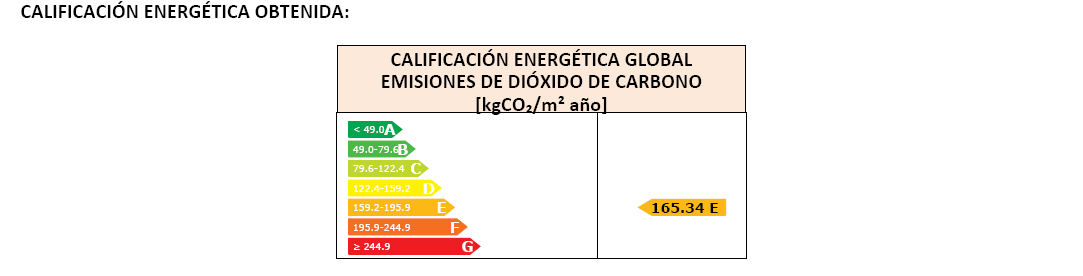 CALIFICACIÓN ENERGÉTICA OBTENIDA:
CALIFICACIÓN ENERGÉTICA GLOBAL
EMISIONES DE DIÓXIDO DE CARBONO
[kgCO₂/m² año]
< 49.0 A
49.0-79.6 B
79.6-122.4 C
122.4-159.2 D
159.2-195.9 E
165.34 E
195.9-244.9 F
≥ 244.9 G